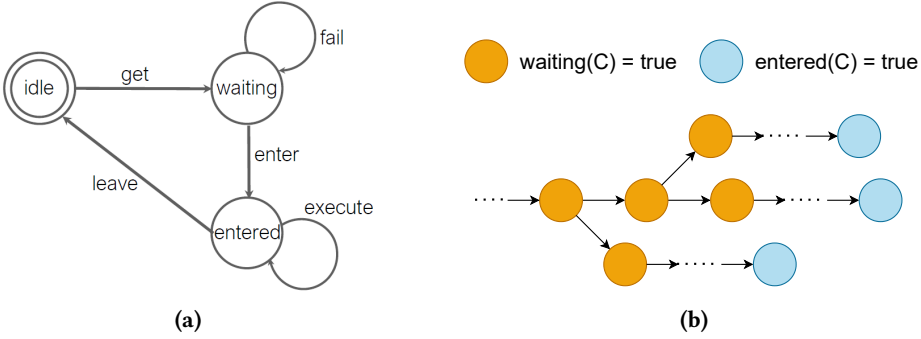 idle
get
waiting
fail
enter
leave
entered
execute
(a)
waiting(C) = true
entered(C) = true
(b)